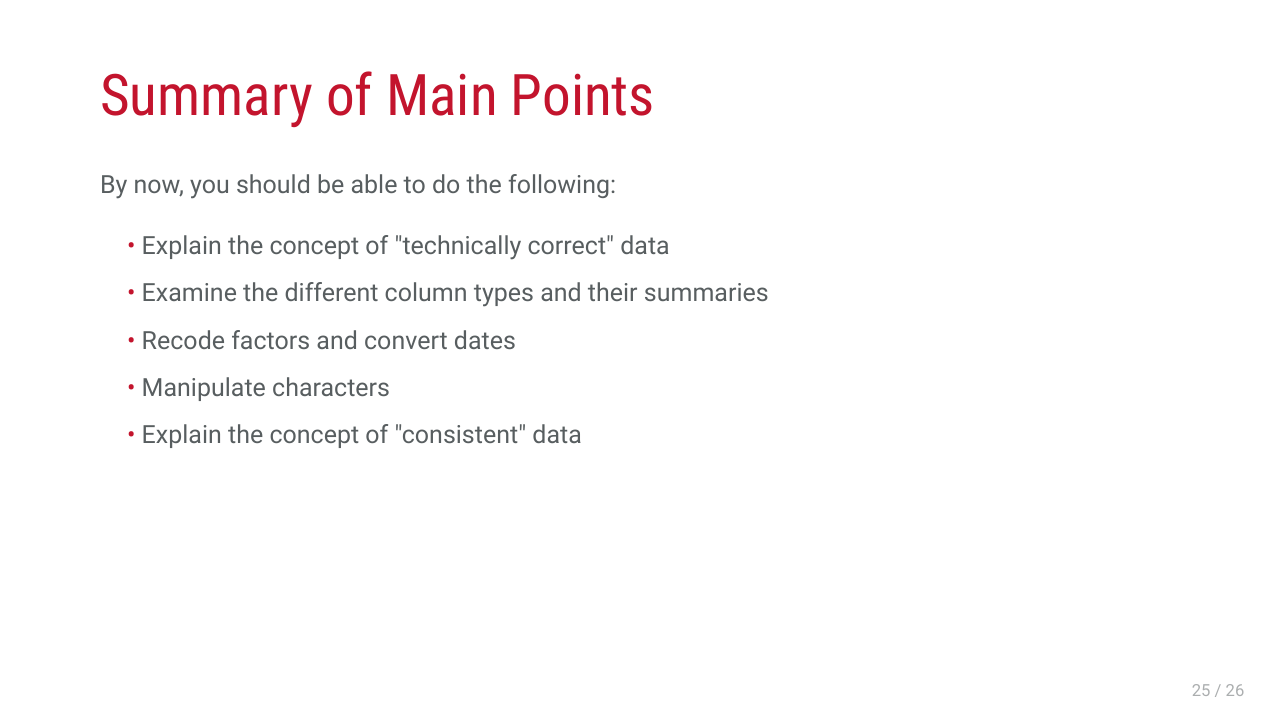 Summary of Main Points
By now, you should be able to do the following:
• Explain the concept of "technically correct" data
• Examine the different column types and their summaries
• Recode factors and convert dates
• Manipulate characters
• Explain the concept of "consistent" data
25 / 26